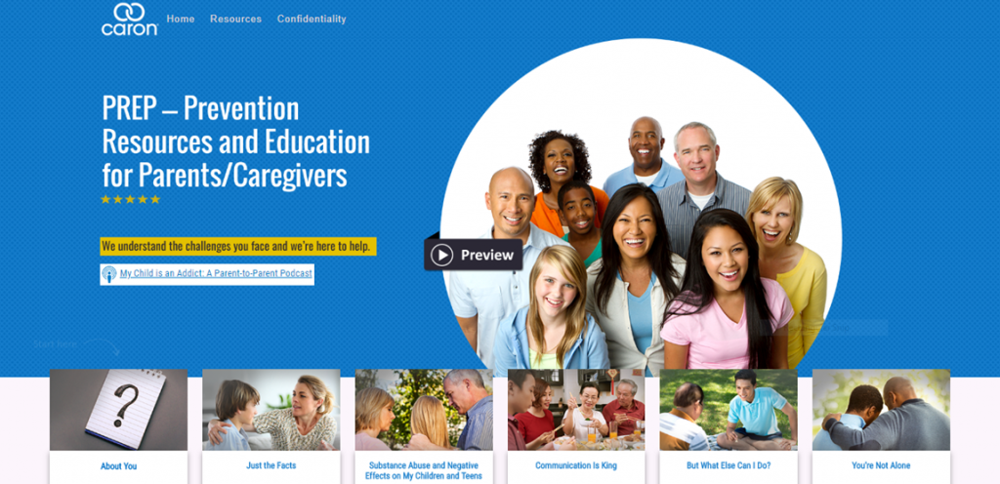 caron
Home Resources Confidentiality
PREP – Prevention
Resources and Education
for Parents/Caregivers
We understand the challenges you face and we're here to help.
My Child is an Addict: A Parent-to-Parent Podcast
Preview
Start here
?
About You
Just the Facts
Substance Abuse and Negative
Effects on My Children and Teens
Communication Is King
But What Else Can I Do?
You're Not Alone